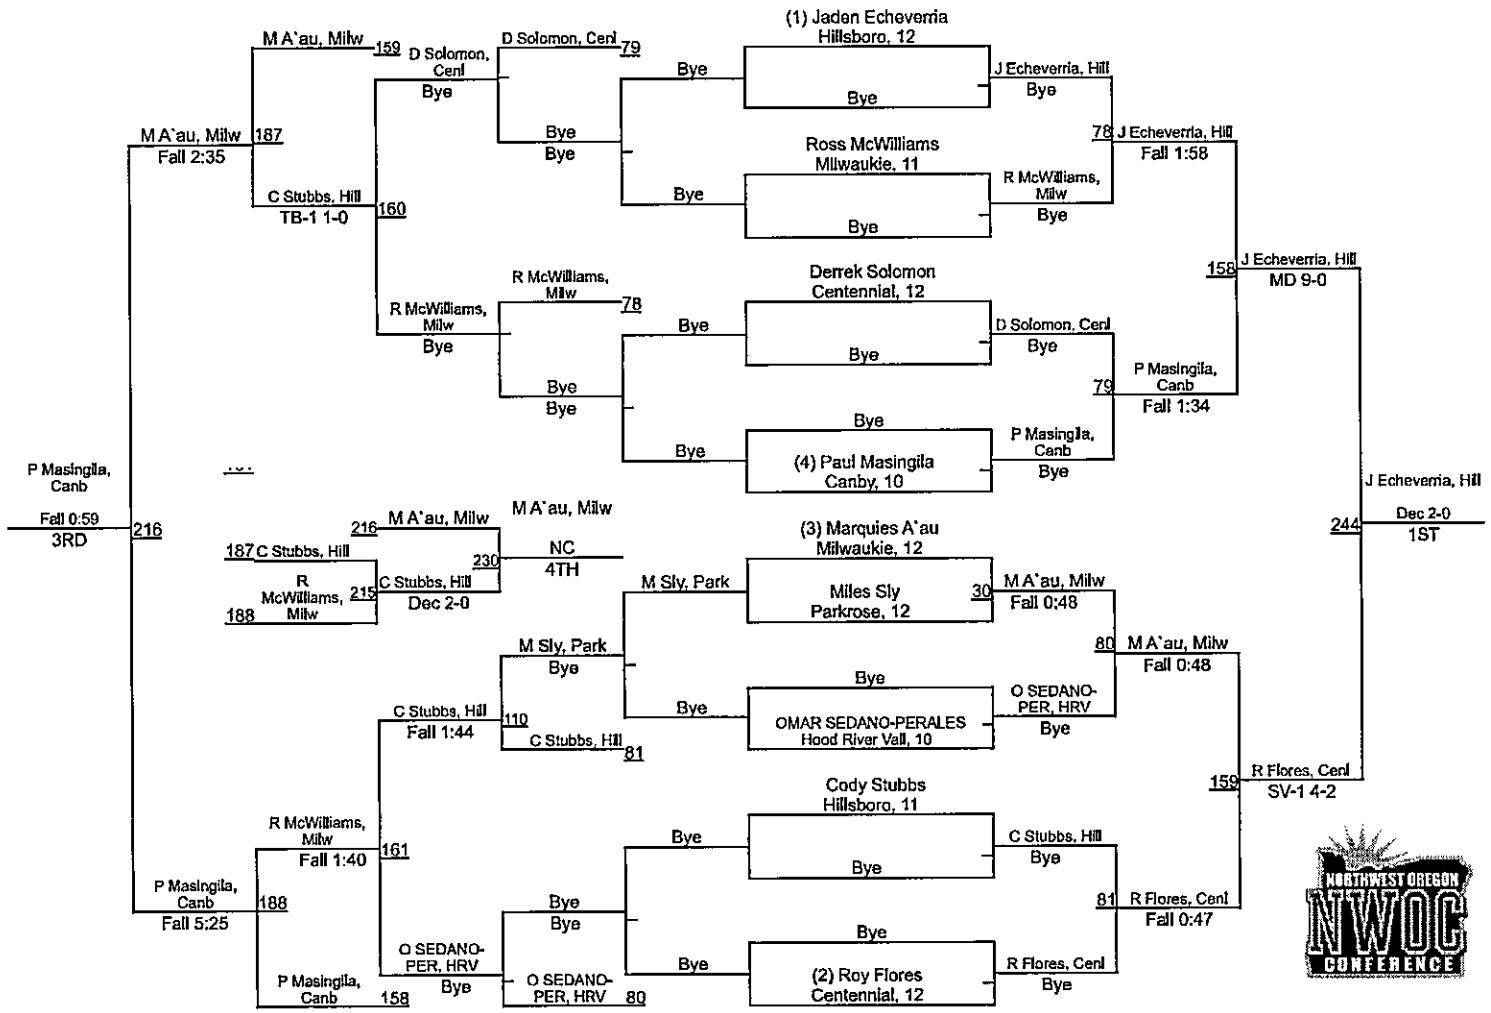 (1) Jaden Echeverria
Hillsboro, 12
Bye
Ross McWilliams
Milwaukie, 11
Bye
Derrek Solomon
Centennial, 12
Bye
Bye
(4) Paul Masingila
Canby, 10
(3) Marquies A`au
Milwaukie, 12
Miles Sly
Parkrose, 12
30
Bye
OMAR SEDANO-PERALES
Hood River Vall, 10
Cody Stubbs
Hillsboro, 11
Bye
Bye
(2) Roy Flores
Centennial, 12
J Echeverria, Hill
Bye
R McWilliams,
Milw
Bye
D Solomon, Cenl
Bye
P Masingila,
Canb
Bye
M A`au, Milw
Fall 0:48
O SEDANO-
PER, HRV
Bye
C Stubbs, Hill
Bye
R Flores, Cenl
Bye
78
J Echeverria, Hill
Fall 1:58
79
P Masingila,
Canb
Fall 1:34
80
M A`au, Milw
Fall 0:48
81
R Flores, Cenl
Fall 0:47
158
J Echeverria, Hill
MD 9-0
159
R Flores, Cenl
SV-1 4-2
244
J Echeverria, Hill
Dec 2-0
1ST
Bye
Bye
Bye
Bye
M Sly, Park
Bye
Bye
Bye
Bye
Bye
Bye
Bye
M Sly, Park
Bye
Bye
Bye
D Solomon, Cenl
79
R McWilliams,
Milw
78
110
C Stubbs, Hill
81
O SEDANO-
PER, HRV
80
D Solomon,
Cenl
Bye
R McWilliams,
Milw
Bye
C Stubbs, Hill
Fall 1:44
O SEDANO-
PER, HRV
Bye
M A`au, Milw
159
C Stubbs, Hill
TB-1 1-0
160
R McWilliams,
Milw
Fall 1:40
161
P Masingila,
Canb
158
M A`au, Milw
Fall 2:35
187
P Masingila,
Canb
Fall 5:25
188
P Masingila,
Canb
Fall 0:59
3RD
216
216
M A`au, Milw
187
C Stubbs, Hill
R
McWilliams,
Milw
188
215
C Stubbs, Hill
Dec 2-0
230
M A`au, Milw
NC
4TH
NORTHWEST OREGON
NWOC
CONFERENCE